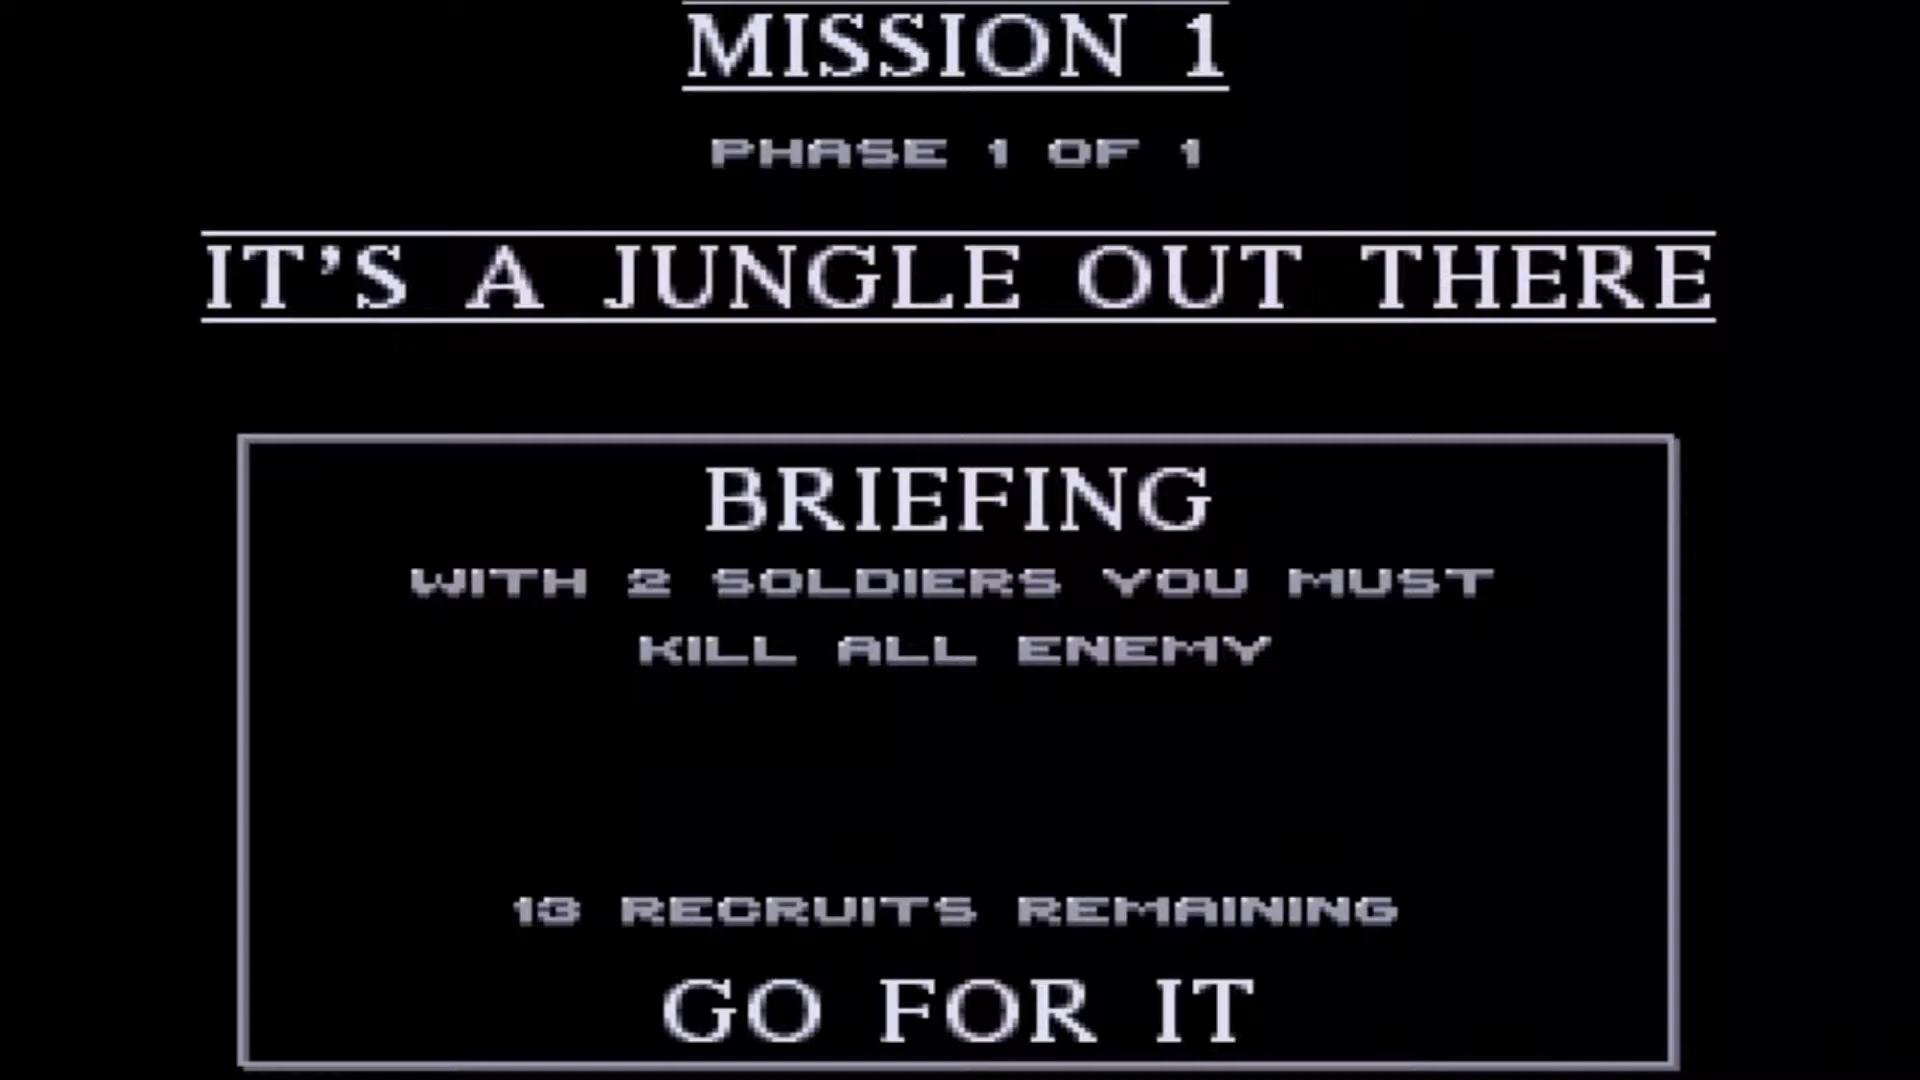 MISSION 1
PHASE 1 OF 1
IT'S A JUNGLE OUT THERE
BRIEFING
WITH 2 SOLDIERS YOU MUST
KILL ALL ENEMY
13 RECRUITS REMAINING
GO FOR IT